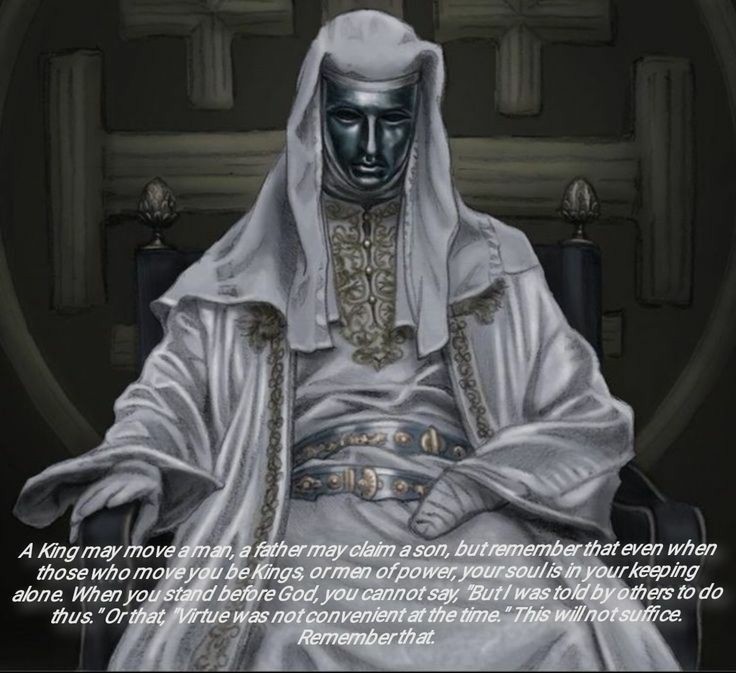 A King may move a man, a father may claim a son, but remember that even when
those who move you be Kings, or men of power, your soul is in your keeping
alone. When you stand before God, you cannot say, "But I was told by others to do
thus." Or that, "Virtue was not convenient at the time." This will not suffice.
Remember that.